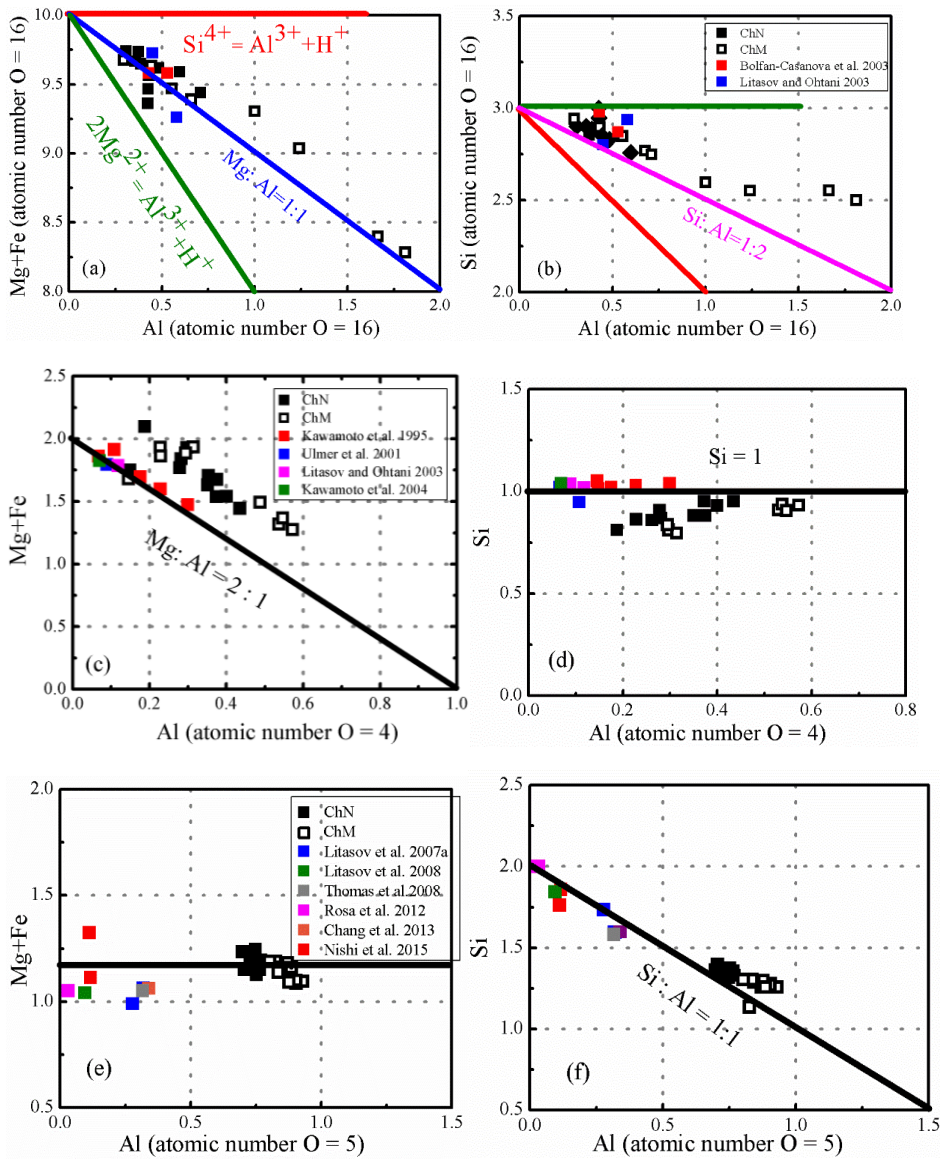 Mg+Fe (atomic number O = 16)
10.0
9.5
9.0
8.5
8.0
Si4+ = Al3+ + H+
2Mg2+ = Al3+ + H+
Mg: Al=1:1
(a)
0.0 0.5 1.0 1.5 2.0
Al (atomic number O = 16)
Si (atomic number O = 16)
4.0
3.5
3.0
2.5
2.0
ChN
ChM
Bolfan-Casanova et al. 2003
Litasov and Ohtani 2003
Si: Al=1:2
(b)
0.0 0.5 1.0 1.5 2.0
Al (atomic number O = 16)
Mg+Fe
2.5
2.0
1.5
1.0
0.5
0.0
ChN
ChM
Kawamoto et al. 1995
Ulmer et al. 2001
Litasov and Ohtani 2003
Kawamoto et al. 2004
Mg: Al = 2 : 1
(c)
0.0 0.2 0.4 0.6 0.8 1.0
Al (atomic number O = 4)
Si
1.5
1.0
0.5
0.0
Si = 1
(d)
0.0 0.2 0.4 0.6 0.8
Al (atomic number O = 4)
Mg+Fe
2.0
1.5
1.0
0.5
ChN
ChM
Litasov et al. 2007a
Litasov et al. 2008
Thomas et al. 2008
Rosa et al. 2012
Chang et al. 2013
Nishi et al. 2015
(e)
0.0 0.5 1.0 1.5
Al (atomic number O = 5)
Si
2.5
2.0
1.5
1.0
0.5
Si : Al = 1:1
(f)
0.0 0.5 1.0 1.5
Al (atomic number O = 5)